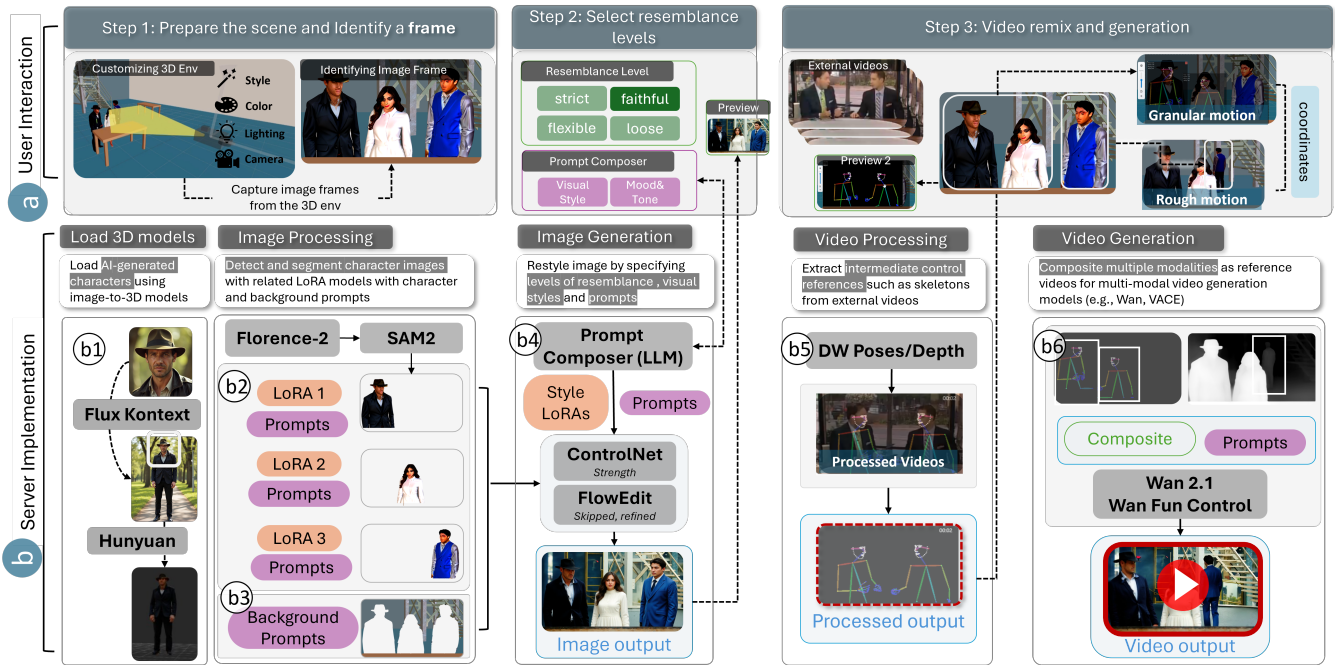 User Interaction
a
Step 1: Prepare the scene and Identify a frame
Customizing 3D Env
Style
Color
Lighting
Camera
Identifying Image Frame
Capture image frames
from the 3D env
Step 2: Select resemblance
levels
Resemblance Level
strict
faithful
flexible
loose
Prompt Composer
Visual
Style
Mood&
Tone
Preview
Step 3: Video remix and generation
External videos
Preview 2
Granular motion
Rough motion
coordinates
Server Implementation
b
Load 3D models
Load AI-generated
characters using
image-to-3D models
b1
Flux Kontext
Hunyuan
Image Processing
Detect and segment character images
with related LoRA models with character
and background prompts
Florence-2
SAM2
b2
LoRA 1
Prompts
LoRA 2
Prompts
LoRA 3
Prompts
b3
Background
Prompts
Image Generation
Restyle image by specifying
levels of resemblance , visual
styles and prompts
b4
Prompt
Composer (LLM)
Style
LoRAs
Prompts
ControlNet
Strength
FlowEdit
Skipped, refined
Image output
Video Processing
Extract intermediate control
references such as skeletons
from external videos
b5
DW Poses/Depth
00:02
Processed Videos
00:02
Processed output
Video Generation
Composite multiple modalities as reference
videos for multi-modal video generation
models (e.g., Wan, VACE)
b6
Composite
Prompts
Wan 2.1
Wan Fun Control
Video output